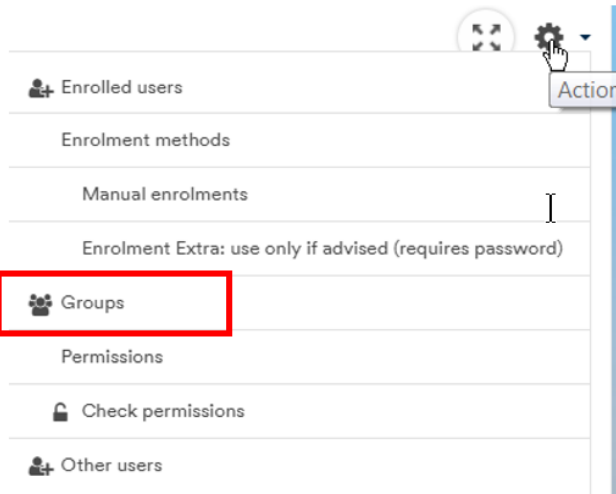 Action
Enrolled users
Enrolment methods
Manual enrolments
Enrolment Extra: use only if advised (requires password)
Groups
Permissions
Check permissions
Other users